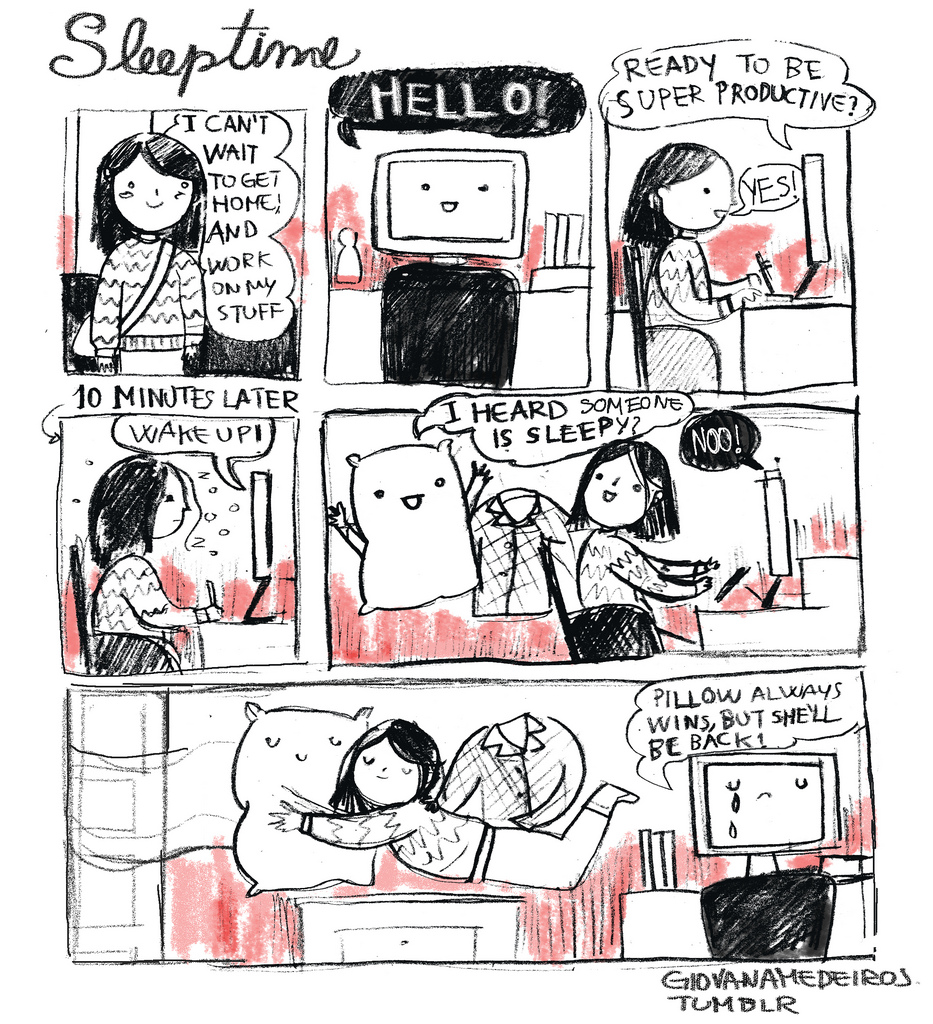 Sleeptime
I CAN'T
WAIT
TO GET
HOME!
AND
WORK
ON MY
STUFF
HELLO!
READY TO BE
SUPER PRODUCTIVE?
YES!
10 MINUTES LATER
WAKE UP!
z
z
z
I HEARD SOMEONE
IS SLEEPY?
NOO!
PILLOW ALWAYS
WINS, BUT SHE'LL
BE BACK!
GIOVANAMEDEIROS.
TUMBLR